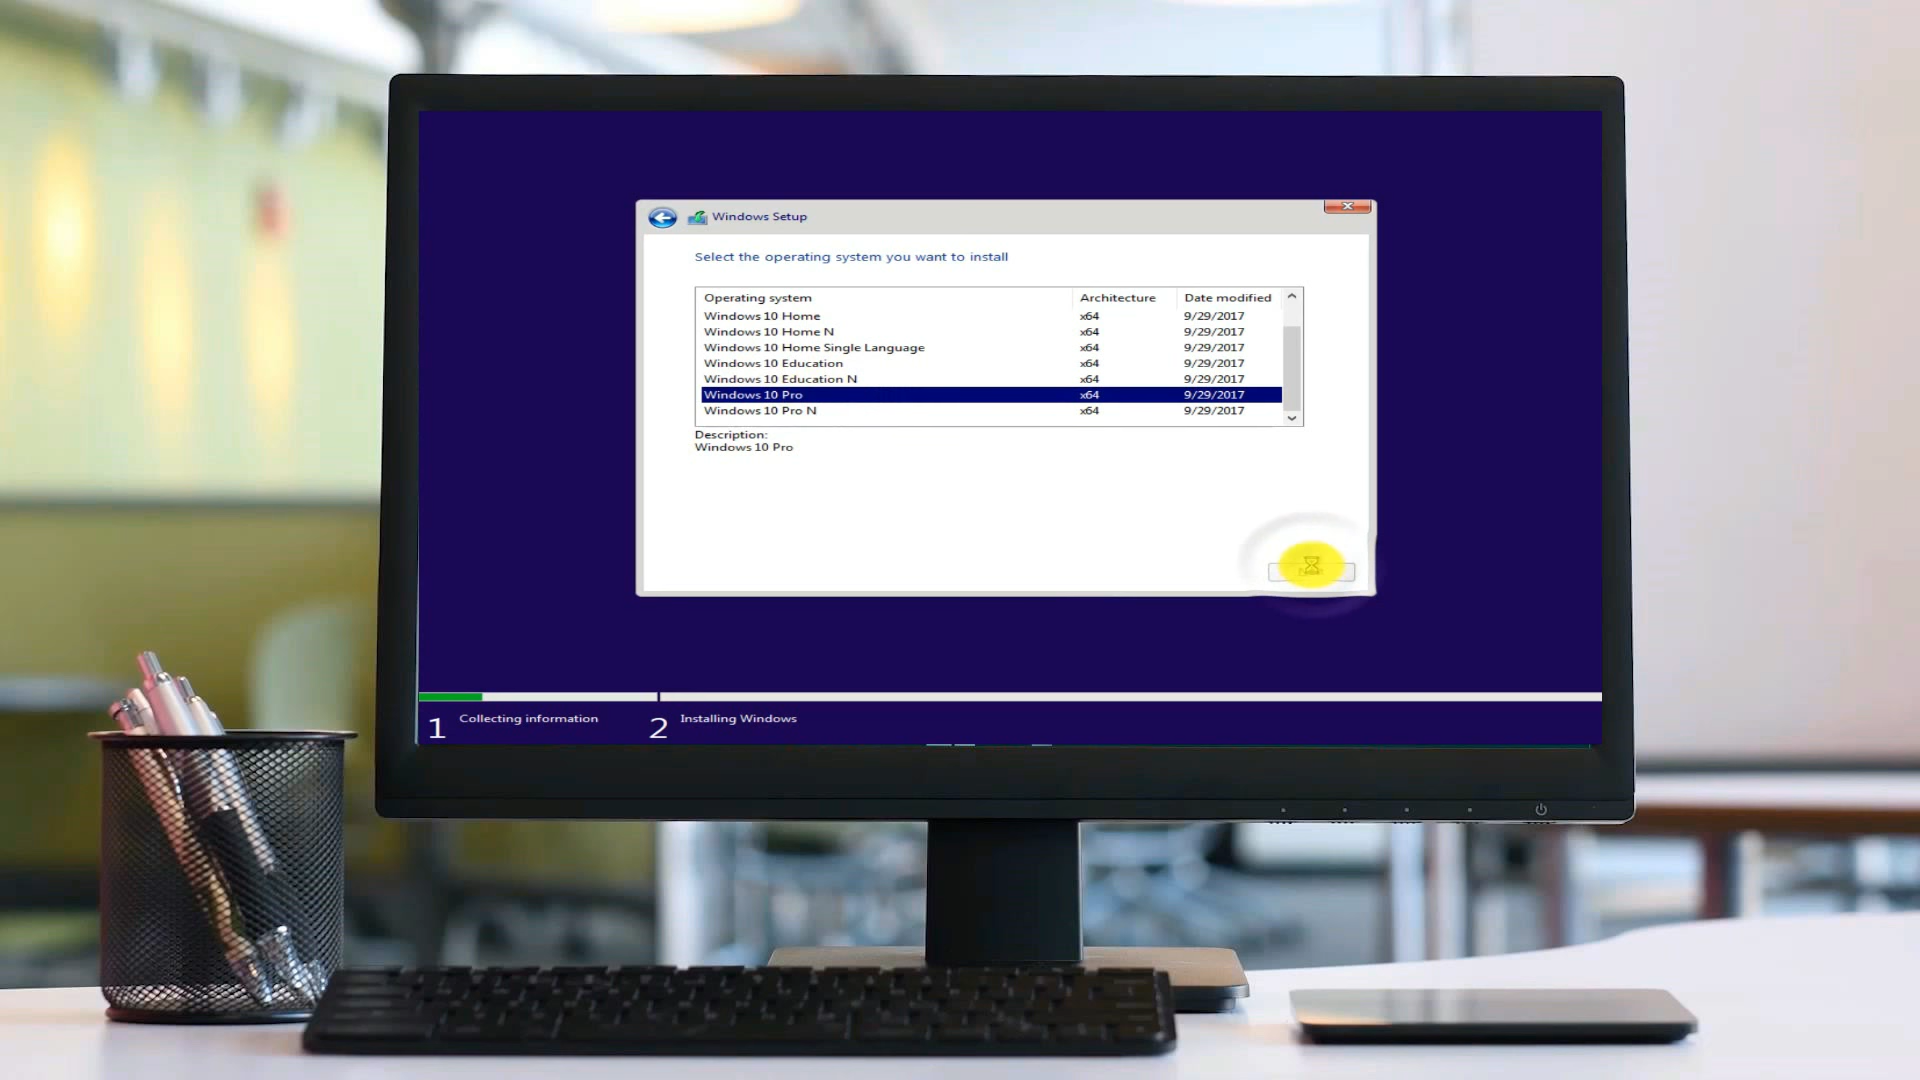 Windows Setup
Select the operating system you want to install
Operating system Architecture Date modified
Windows 10 Home x64 9/29/2017
Windows 10 Home N x64 9/29/2017
Windows 10 Home Single Language x64 9/29/2017
Windows 10 Education x64 9/29/2017
Windows 10 Education N x64 9/29/2017
Windows 10 Pro x64 9/29/2017
Windows 10 Pro N x64 9/29/2017
Description:
Windows 10 Pro
1 Collecting information 2 Installing Windows